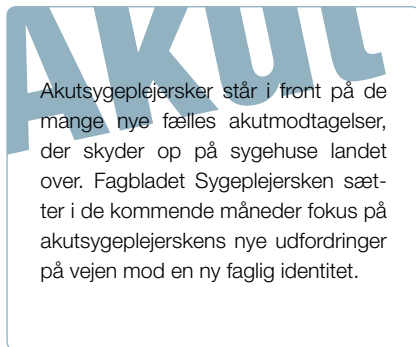 Akut
Akutsygeplejersker står i front på de
mange nye fælles akutmodtagelser,
der skyder op på sygehuse landet
over. Fagbladet Sygeplejersken sæt-
ter i de kommende måneder fokus på
akutsygeplejerskens nye udfordringer
på vejen mod en ny faglig identitet.